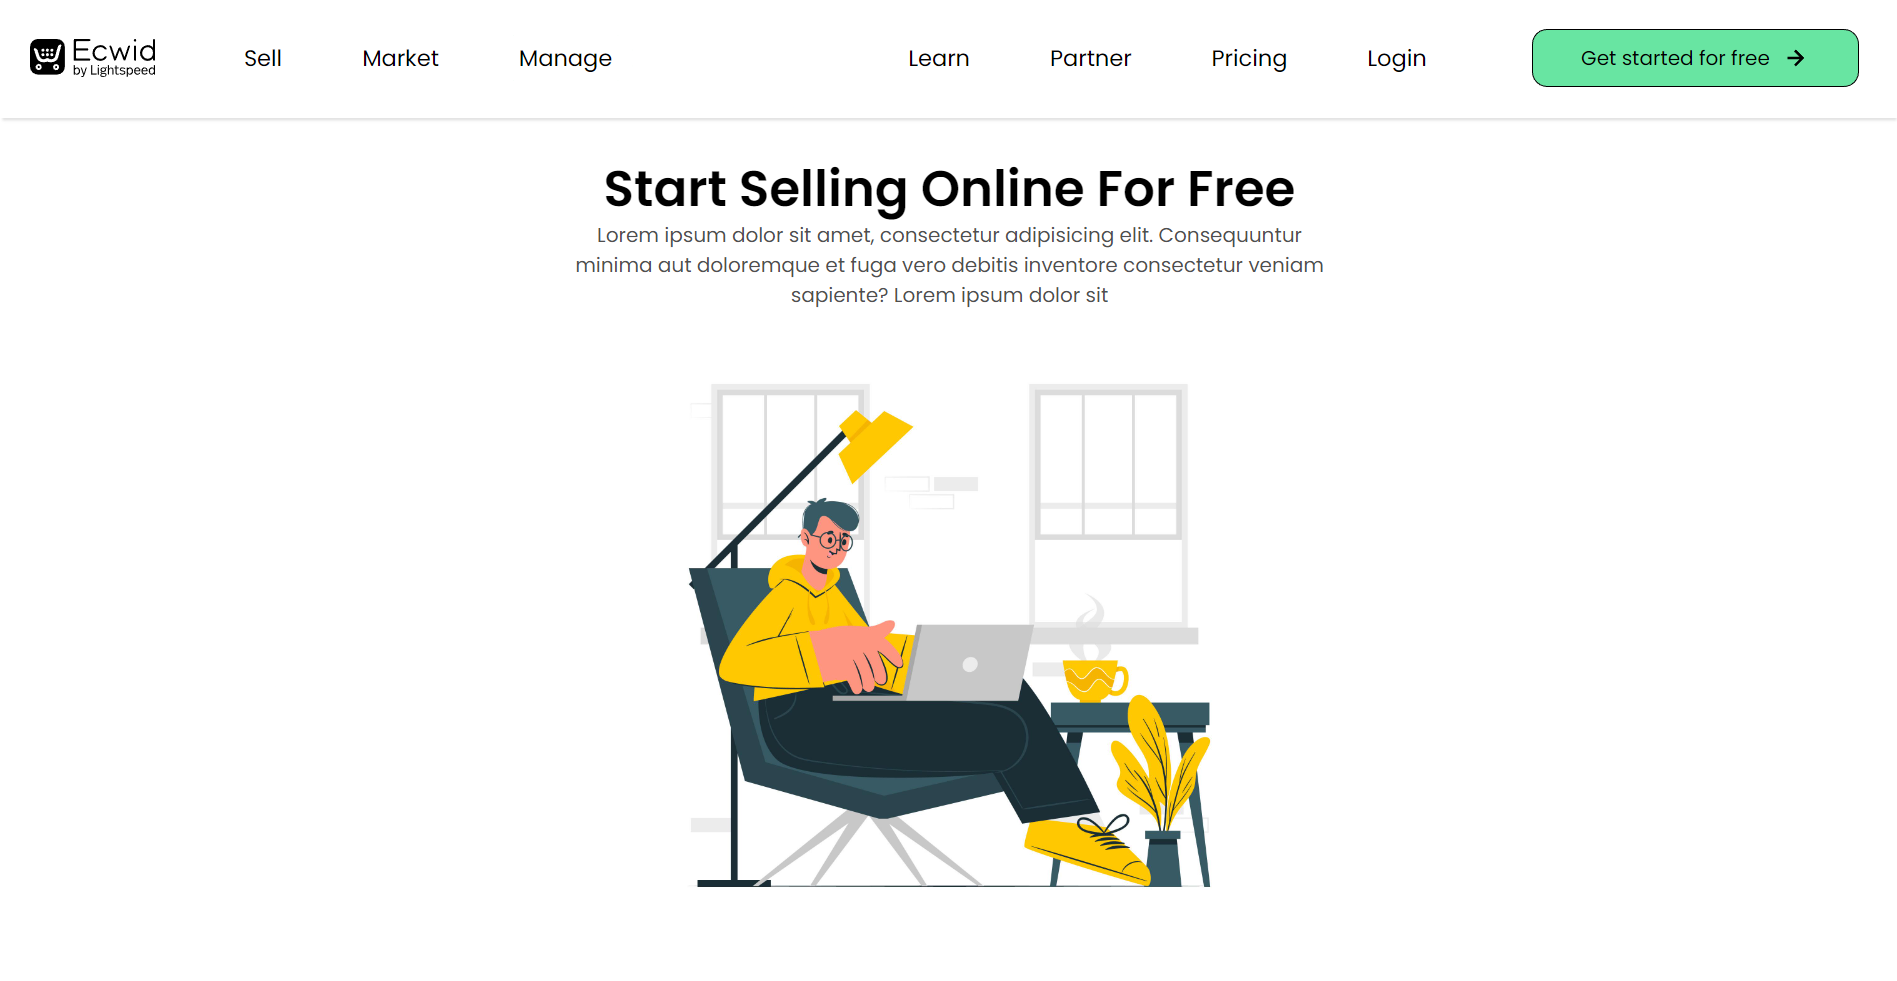 Ecwid
by Lightspeed
Sell
Market
Manage
Learn
Partner
Pricing
Login
Get started for free
Start Selling Online For Free
Lorem ipsum dolor sit amet, consectetur adipisicing elit. Consequuntur
minima aut doloremque et fuga vero debitis inventore consectetur veniam
sapiente? Lorem ipsum dolor sit